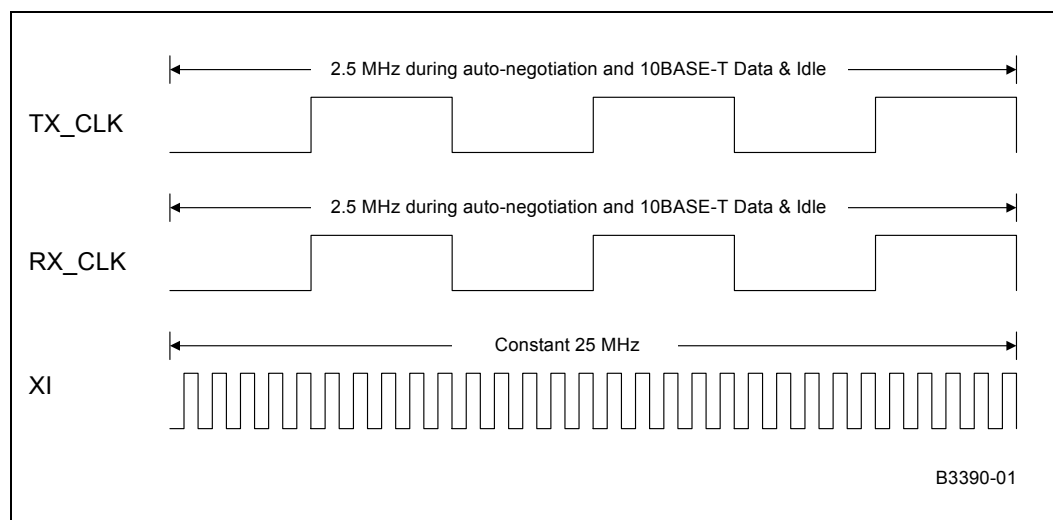 2.5 MHz during auto-negotiation and 10BASE-T Data & Idle
TX_CLK
2.5 MHz during auto-negotiation and 10BASE-T Data & Idle
RX_CLK
Constant 25 MHz
XI
B3390-01